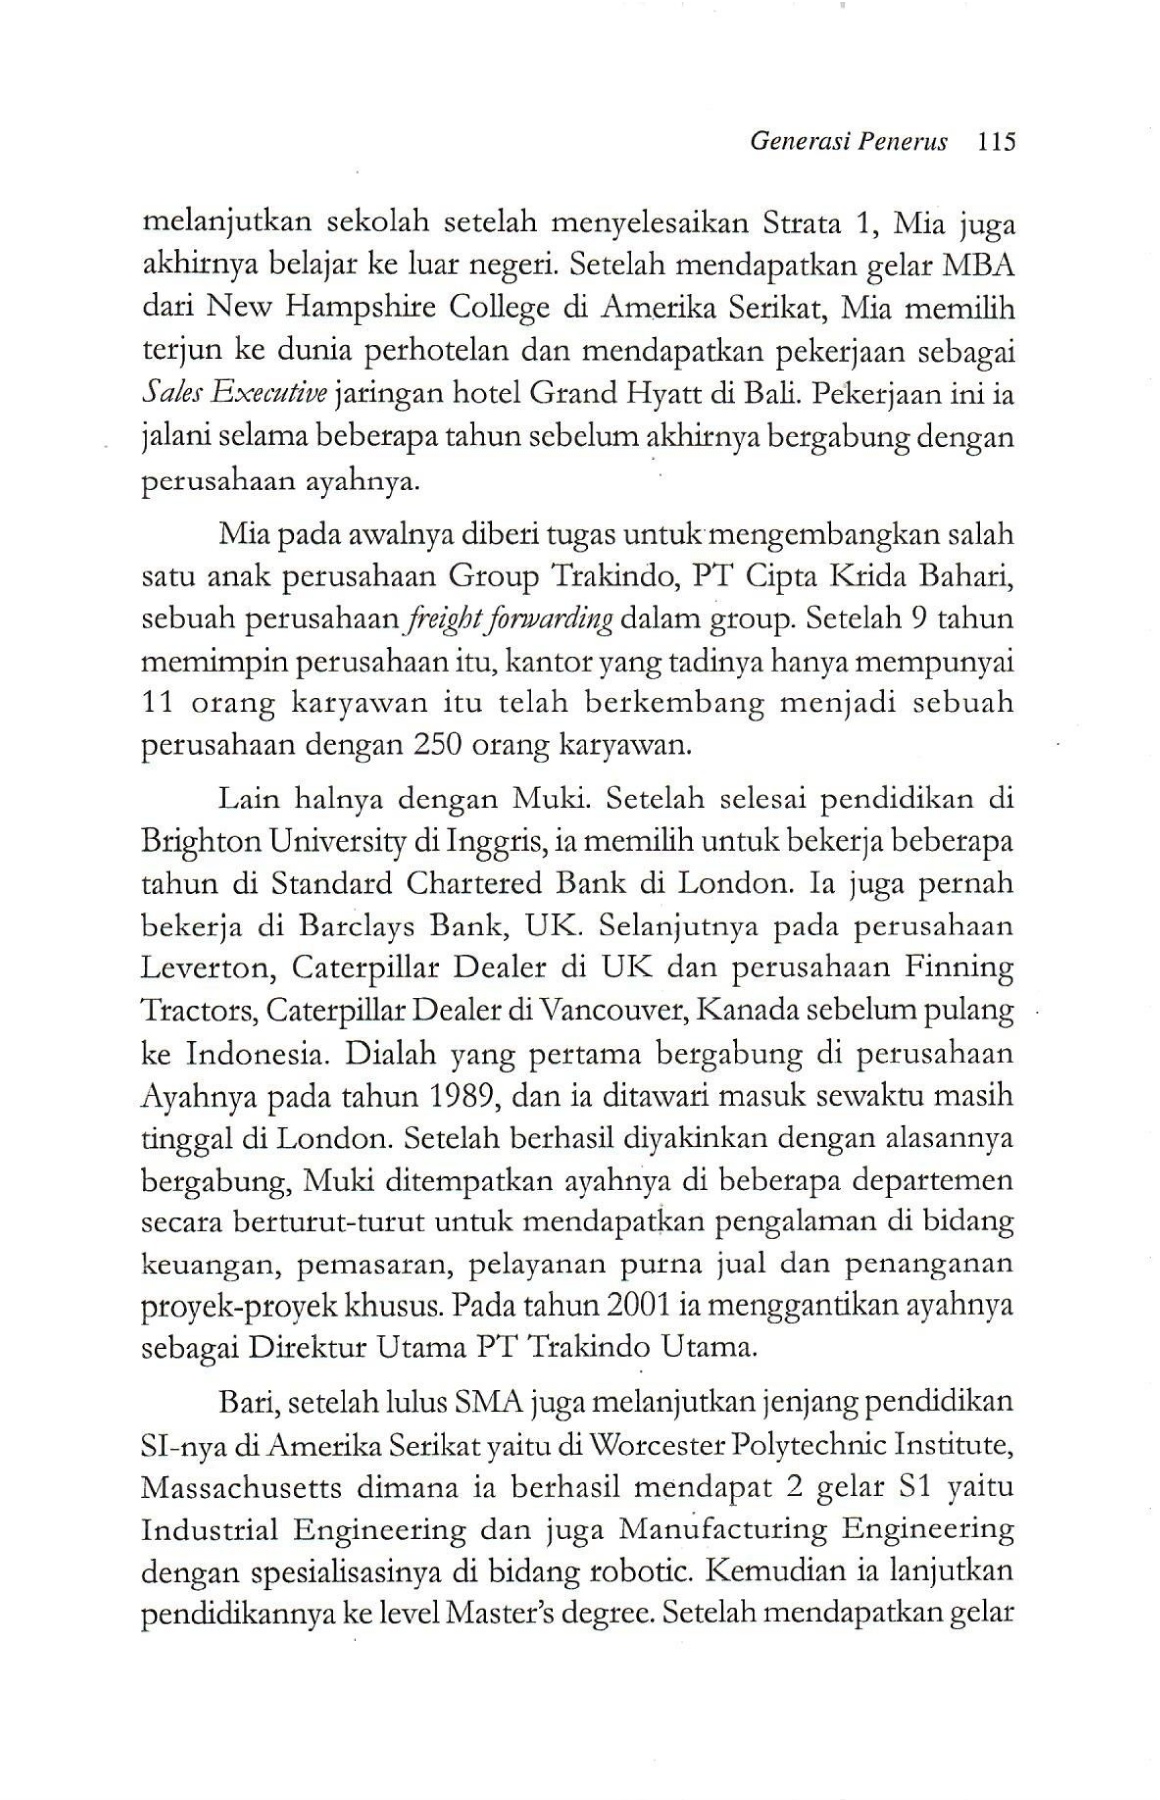 Generasi Penerus 115
melanjutkan sekolah setelah menyelesaikan Strata 1, Mia juga
akhirnya belajar ke luar negeri. Setelah mendapatkan gelar MBA
dari New Hampshire College di Amerika Serikat, Mia memilih
terjun ke dunia perhotelan dan mendapatkan pekerjaan sebagai
Sales Executive jaringan hotel Grand Hyatt di Bali. Pekerjaan ini ia
jalani selama beberapa tahun sebelum akhirnya bergabung dengan
perusahaan ayahnya.
Mia pada awalnya diberi tugas untuk mengembangkan salah
satu anak perusahaan Group Trakindo, PT Cipta Krida Bahari,
sebuah perusahaan freight forwarding dalam group. Setelah 9 tahun
memimpin perusahaan itu, kantor yang tadinya hanya mempunyai
11 orang karyawan itu telah berkembang menjadi sebuah
perusahaan dengan 250 orang karyawan.
Lain halnya dengan Muki. Setelah selesai pendidikan di
Brighton University di Inggris, ia memilih untuk bekerja beberapa
tahun di Standard Chartered Bank di London. Ia juga pernah
bekerja di Barclays Bank, UK. Selanjutnya pada perusahaan
Leverton, Caterpillar Dealer di UK dan perusahaan Finning
Tractors, Caterpillar Dealer di Vancouver, Kanada sebelum pulang
ke Indonesia. Dialah yang pertama bergabung di perusahaan
Ayahnya pada tahun 1989, dan ia ditawari masuk sewaktu masih
tinggal di London. Setelah berhasil diyakinkan dengan alasannya
bergabung, Muki ditempatkan ayahnya di beberapa departemen
secara berturut-turut untuk mendapatkan pengalaman di bidang
keuangan, pemasaran, pelayanan purna jual dan penanganan
proyek-proyek khusus. Pada tahun 2001 ia menggantikan ayahnya
sebagai Direktur Utama PT Trakindo Utama.
Bari, setelah lulus SMA juga melanjutkan jenjang pendidikan
SI-nya di Amerika Serikat yaitu di Worcester Polytechnic Institute,
Massachusetts dimana ia berhasil mendapat 2 gelar S1 yaitu
Industrial Engineering dan juga Manufacturing Engineering
dengan spesialisasinya di bidang robotic. Kemudian ia lanjutkan
pendidikannya ke level Master's degree. Setelah mendapatkan gelar